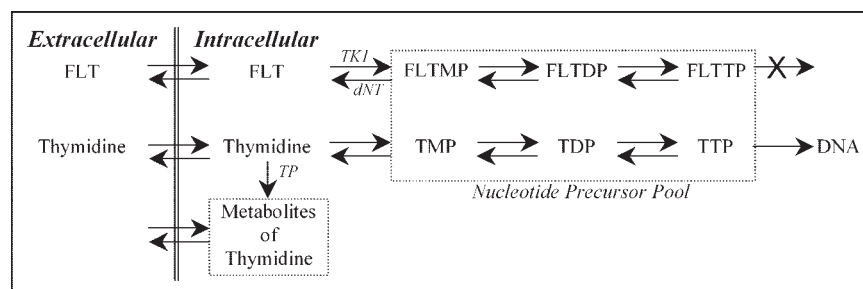 Extracellular Intracellular
FLT FLT TK1 dNT FLTMP FLTDP FLTTP X
Thymidine Thymidine TMP TDP TTP DNA
TP
Nucleotide Precursor Pool
Metabolites
of
Thymidine